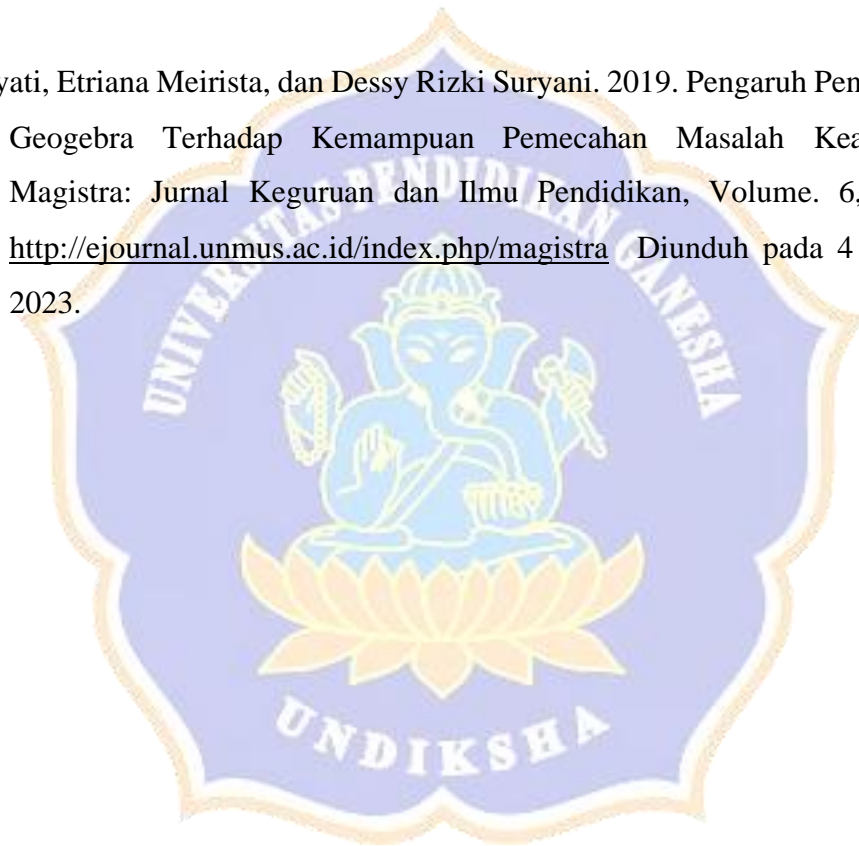 yati, Etriana Meirista, dan Dessy Rizki Suryani. 2019. Pengaruh Pen
Geogebra Terhadap Kemampuan Pemecahan Masalah Kea
Magistra: Jurnal Keguruan dan Ilmu Pendidikan, Volume. 6,
http://ejournal.unmus.ac.id/index.php/magistra Diunduh pada 4
2023.
UNIVERSITAS PENDIDIKAN GANESHA
UNDIKSHA